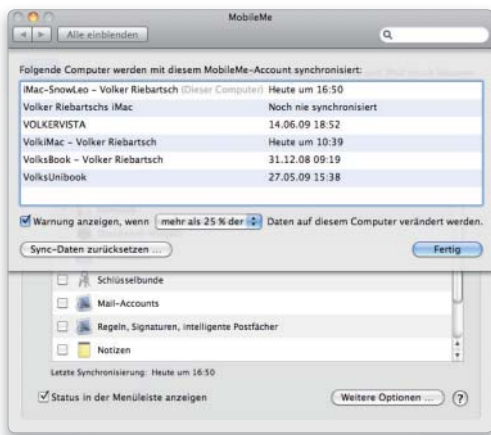 MobileMe
Alle einblenden
Folgende Computer werden mit diesem MobileMe-Account synchronisiert:
iMac-SnowLeo – Volker Riebartsch (Dieser Computer) Heute um 16:50
Volker Riebartschs iMac Noch nie synchronisiert
VOLKERVISTA 14.06.09 18:52
VolkiMac – Volker Riebartsch Heute um 10:39
VolksBook – Volker Riebartsch 31.12.08 09:19
VolksUnibook 27.05.09 15:38
Warnung anzeigen, wenn mehr als 25 % der Daten auf diesem Computer verändert werden.
Sync-Daten zurücksetzen ... Fertig
Schlüsselbunde
Mail-Accounts
Regeln, Signaturen, intelligente Postfächer
Notizen
Letzte Synchronisierung: Heute um 16:50
Status in der Menüleiste anzeigen Weitere Optionen ... ?